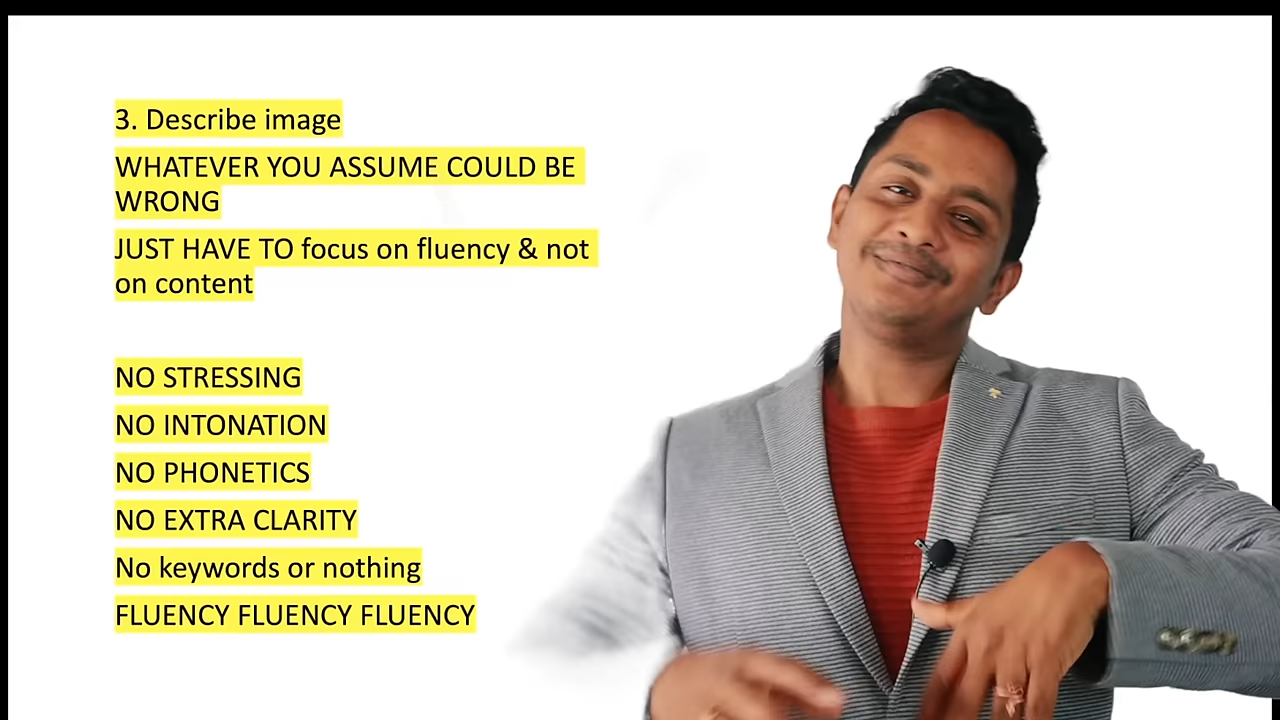 3. Describe image
WHATEVER YOU ASSUME COULD BE
WRONG
JUST HAVE TO focus on fluency & not
on content
NO STRESSING
NO INTONATION
NO PHONETICS
NO EXTRA CLARITY
No keywords or nothing
FLUENCY FLUENCY FLUENCY